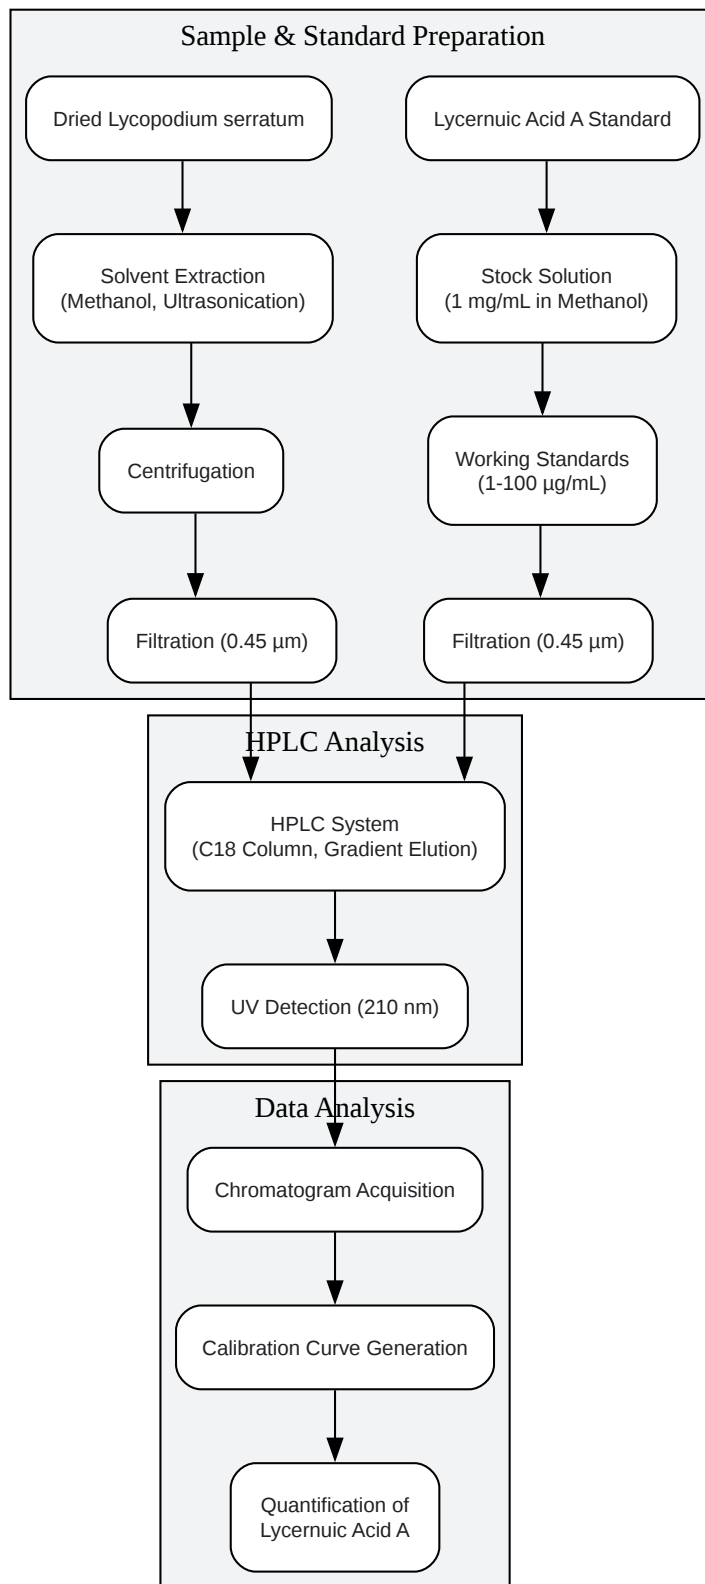 Sample & Standard Preparation
Dried Lycopodium serratum
Lycernuic Acid A Standard
Solvent Extraction
(Methanol, Ultrasonication)
Stock Solution
(1 mg/mL in Methanol)
Centrifugation
Working Standards
(1-100 µg/mL)
Filtration (0.45 µm)
Filtration (0.45 µm)
HPLC Analysis
HPLC System
(C18 Column, Gradient Elution)
UV Detection (210 nm)
Data Analysis
Chromatogram Acquisition
Calibration Curve Generation
Quantification of
Lycernuic Acid A